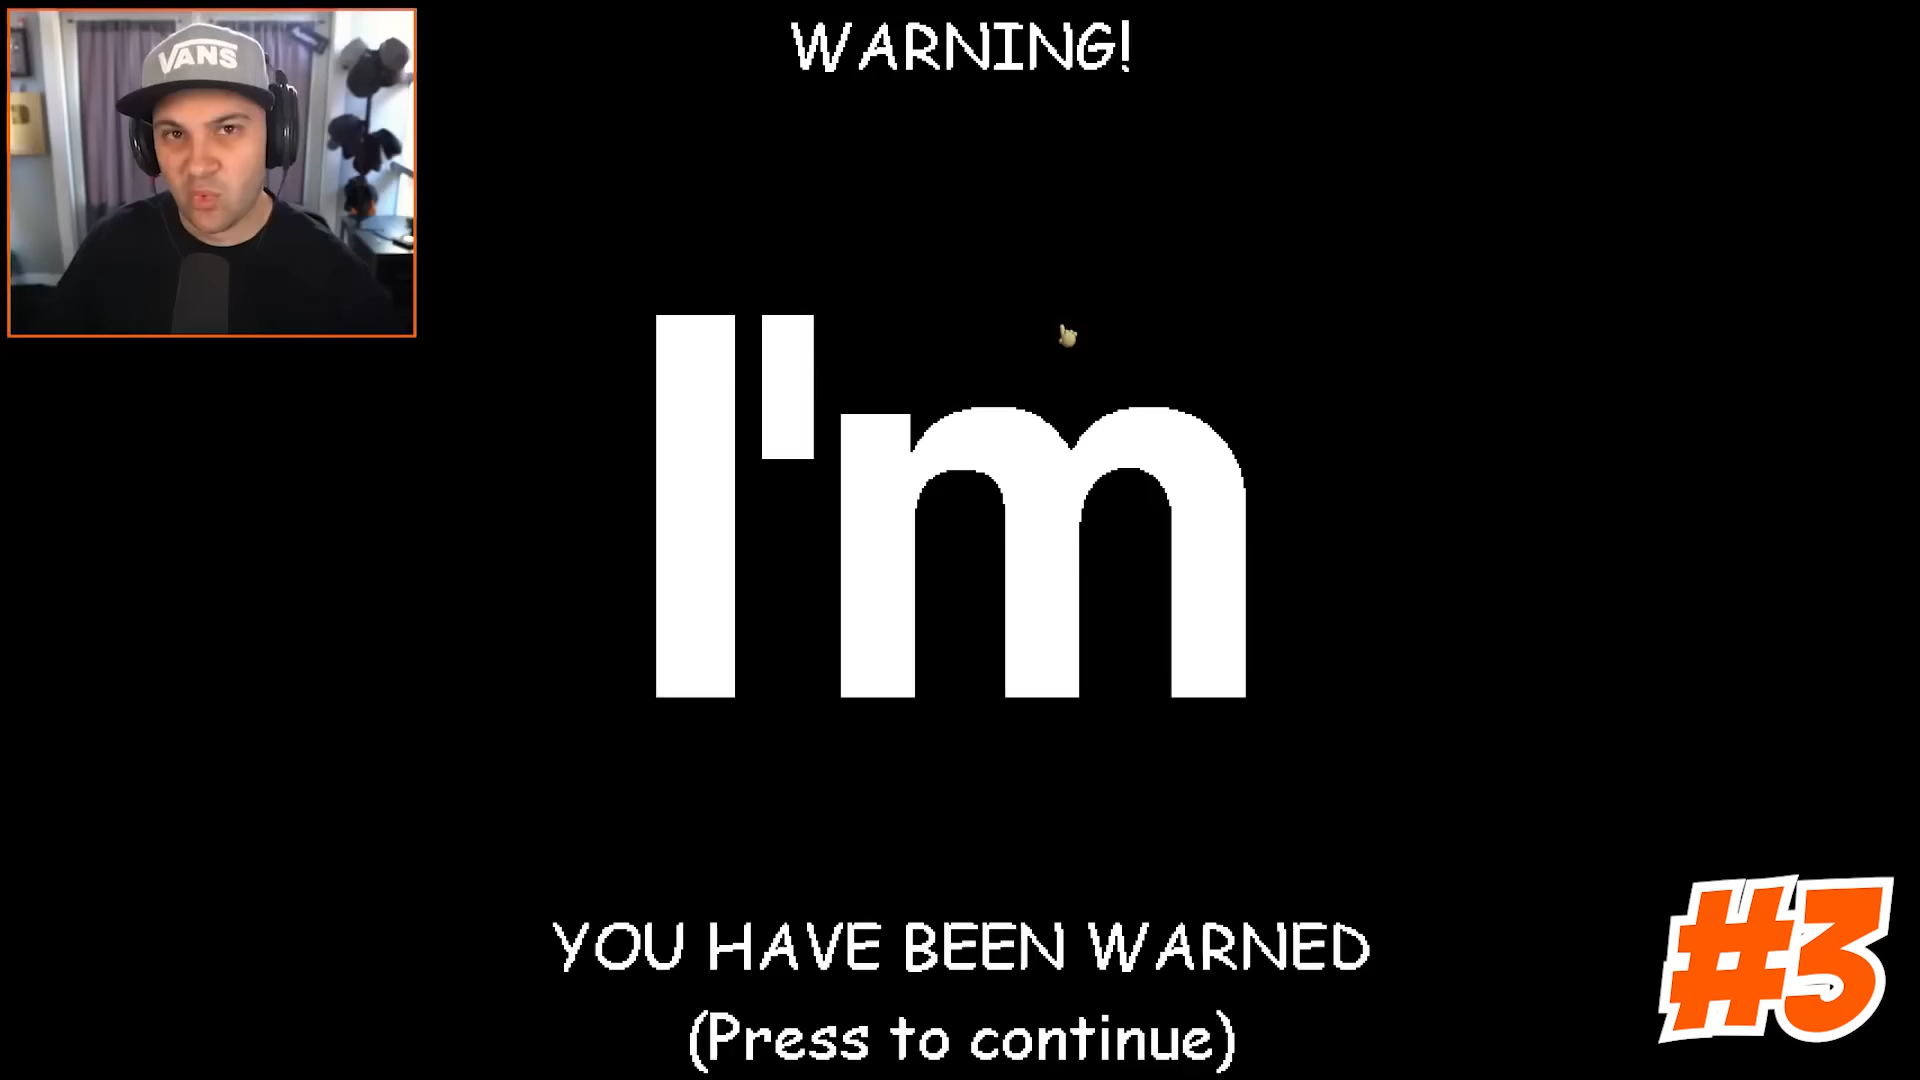 VANS
WARNING!
I'm
YOU HAVE BEEN WARNED
(Press to continue)
#3